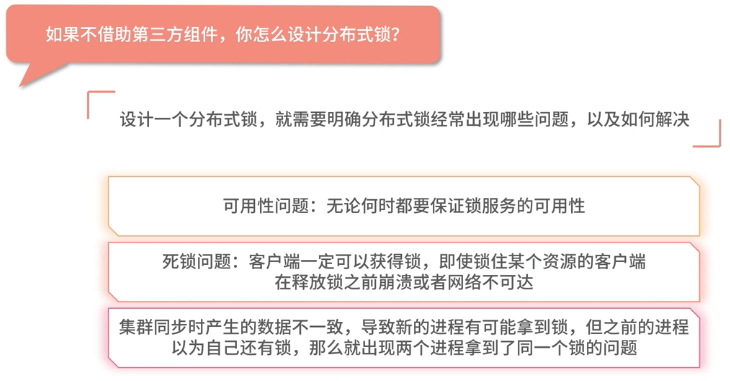 如果不借助第三方组件，你怎么设计分布式锁？
设计一个分布式锁，就需要明确分布式锁经常出现哪些问题，以及如何解决
可用性问题：无论何时都要保证锁服务的可用性
死锁问题：客户端一定可以获得锁，即使锁住某个资源的客户端
在释放锁之前崩溃或者网络不可达
集群同步时产生的数据不一致，导致新的进程有可能拿到锁，但之前的进程
以为自己还有锁，那么就出现两个进程拿到了同一个锁的问题